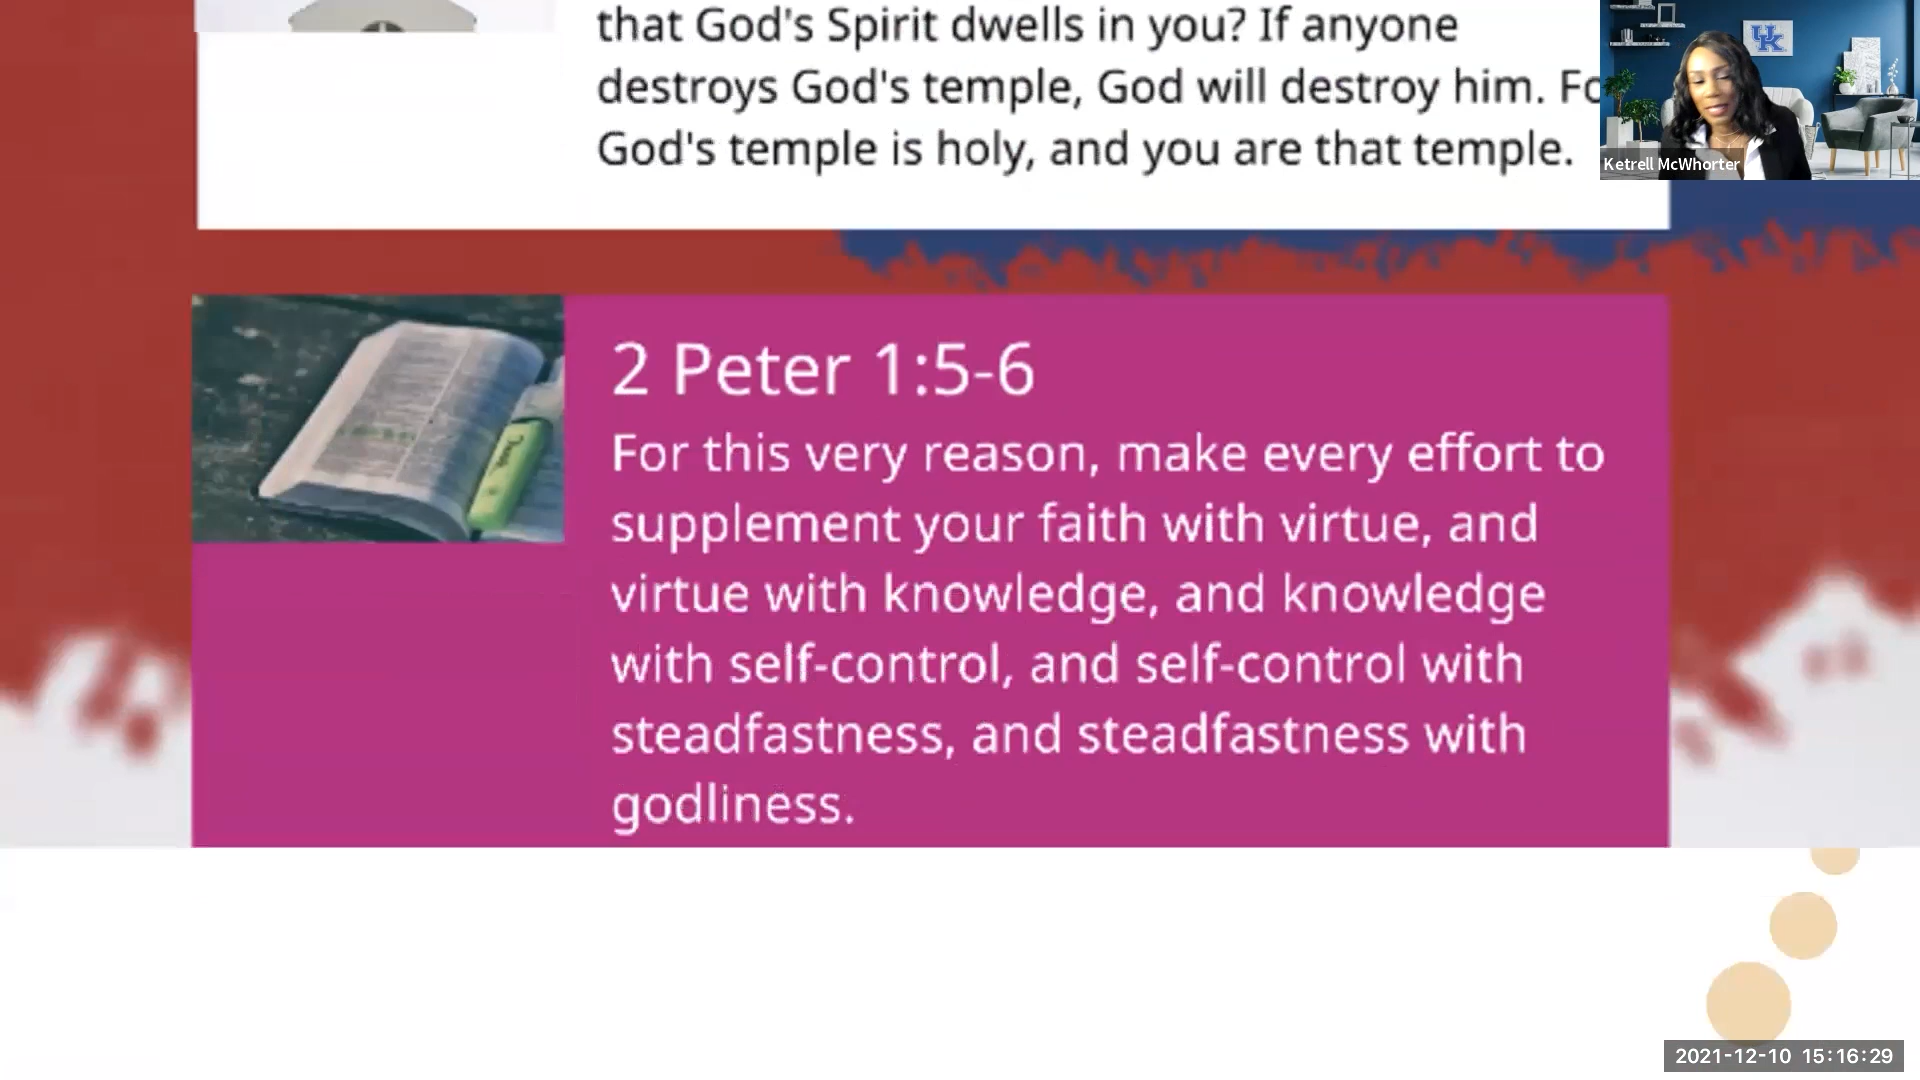 that God's Spirit dwells in you? If anyone
destroys God's temple, God will destroy him.
God's temple is holy, and you are that temple.
UK
Ketrell McWhorter
2 Peter 1:5-6
For this very reason, make every effort to
supplement your faith with virtue, and
virtue with knowledge, and knowledge
with self-control, and self-control with
steadfastness, and steadfastness with
godliness.
2021-12-10 15:16:29